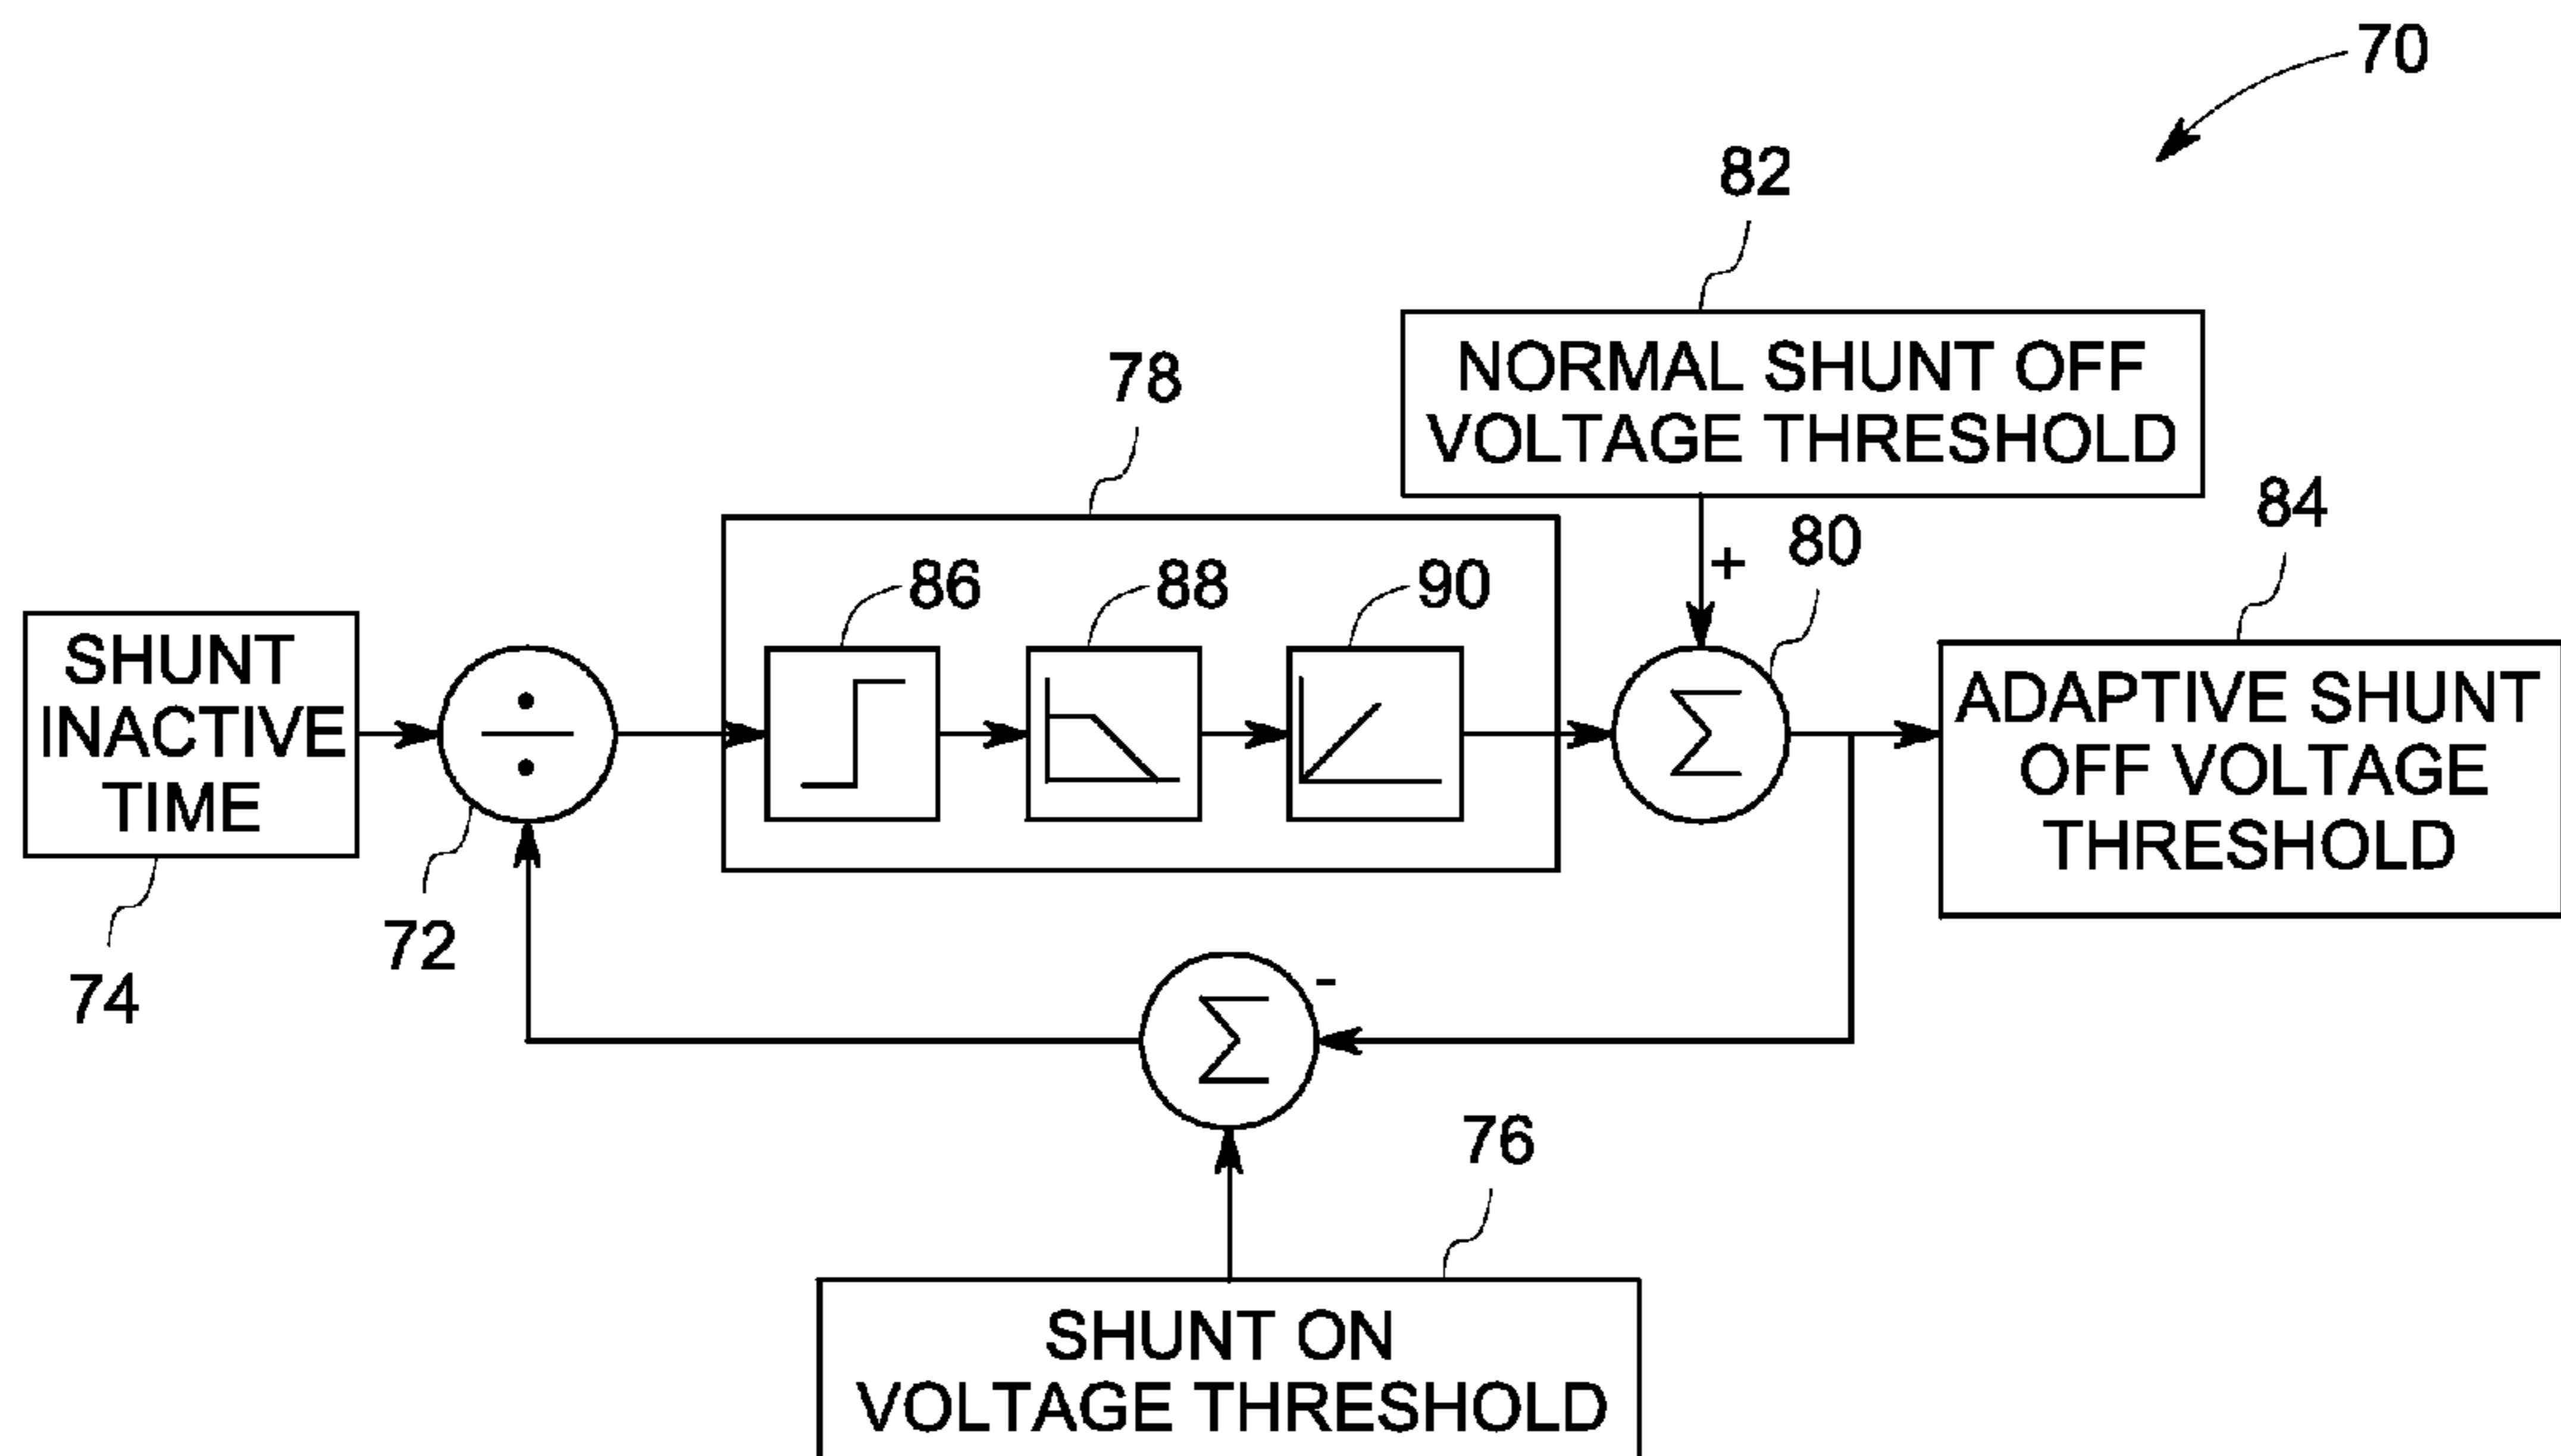 70
82
NORMAL SHUNT OFF
VOLTAGE THRESHOLD
78
84
80
+
86
88
90
SHUNT
INACTIVE
TIME
÷
Σ
ADAPTIVE SHUNT
OFF VOLTAGE
THRESHOLD
72
74
-
Σ
76
SHUNT ON
VOLTAGE THRESHOLD